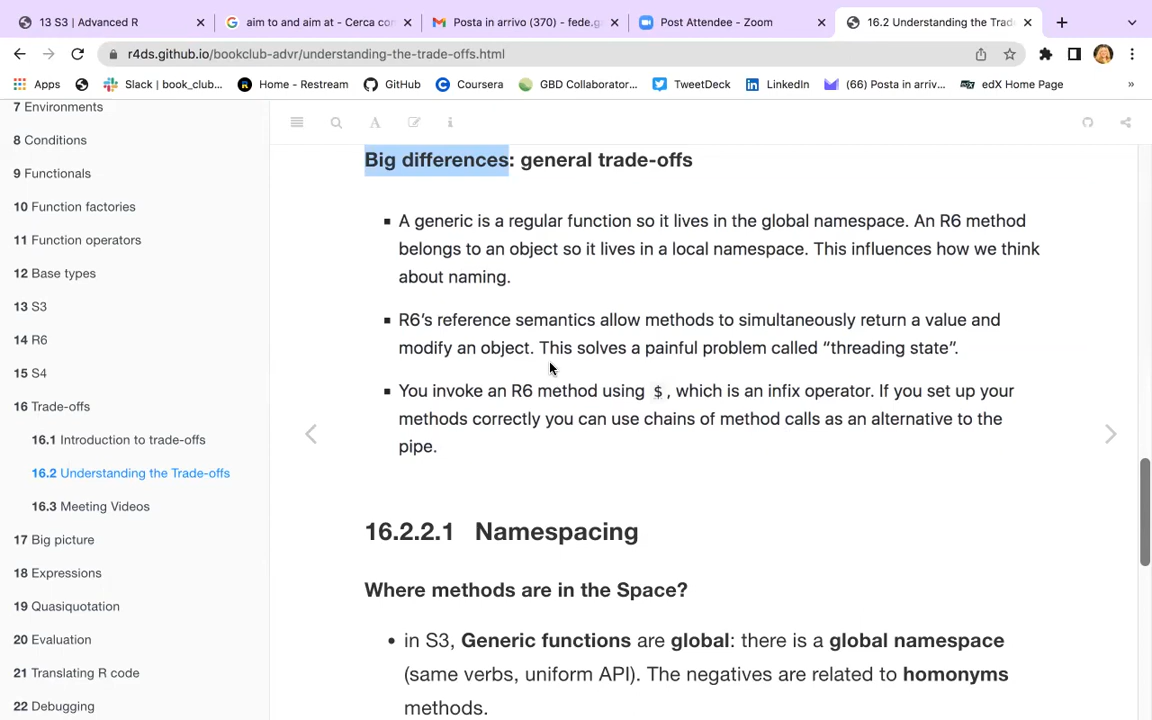 13 S3 | Advanced R
aim to and aim at - Cerca con
Posta in arrivo (370) - fede.g
Post Attendee - Zoom
16.2 Understanding the Trad
r4ds.github.io/bookclub-advr/understanding-the-trade-offs.html
Apps
Slack | book_club...
Home - Restream
GitHub
Coursera
GBD Collaborator...
TweetDeck
LinkedIn
(66) Posta in arriv...
edX Home Page
»
7 Environments
8 Conditions
9 Functionals
10 Function factories
11 Function operators
12 Base types
13 S3
14 R6
15 S4
16 Trade-offs
16.1 Introduction to trade-offs
16.2 Understanding the Trade-offs
16.3 Meeting Videos
17 Big picture
18 Expressions
19 Quasiquotation
20 Evaluation
21 Translating R code
22 Debugging
Big differences: general trade-offs
A generic is a regular function so it lives in the global namespace. An R6 method
belongs to an object so it lives in a local namespace. This influences how we think
about naming.
R6’s reference semantics allow methods to simultaneously return a value and
modify an object. This solves a painful problem called “threading state”.
You invoke an R6 method using $, which is an infix operator. If you set up your
methods correctly you can use chains of method calls as an alternative to the
pipe.
16.2.2.1 Namespacing
Where methods are in the Space?
in S3, Generic functions are global: there is a global namespace
(same verbs, uniform API). The negatives are related to homonyms
methods.